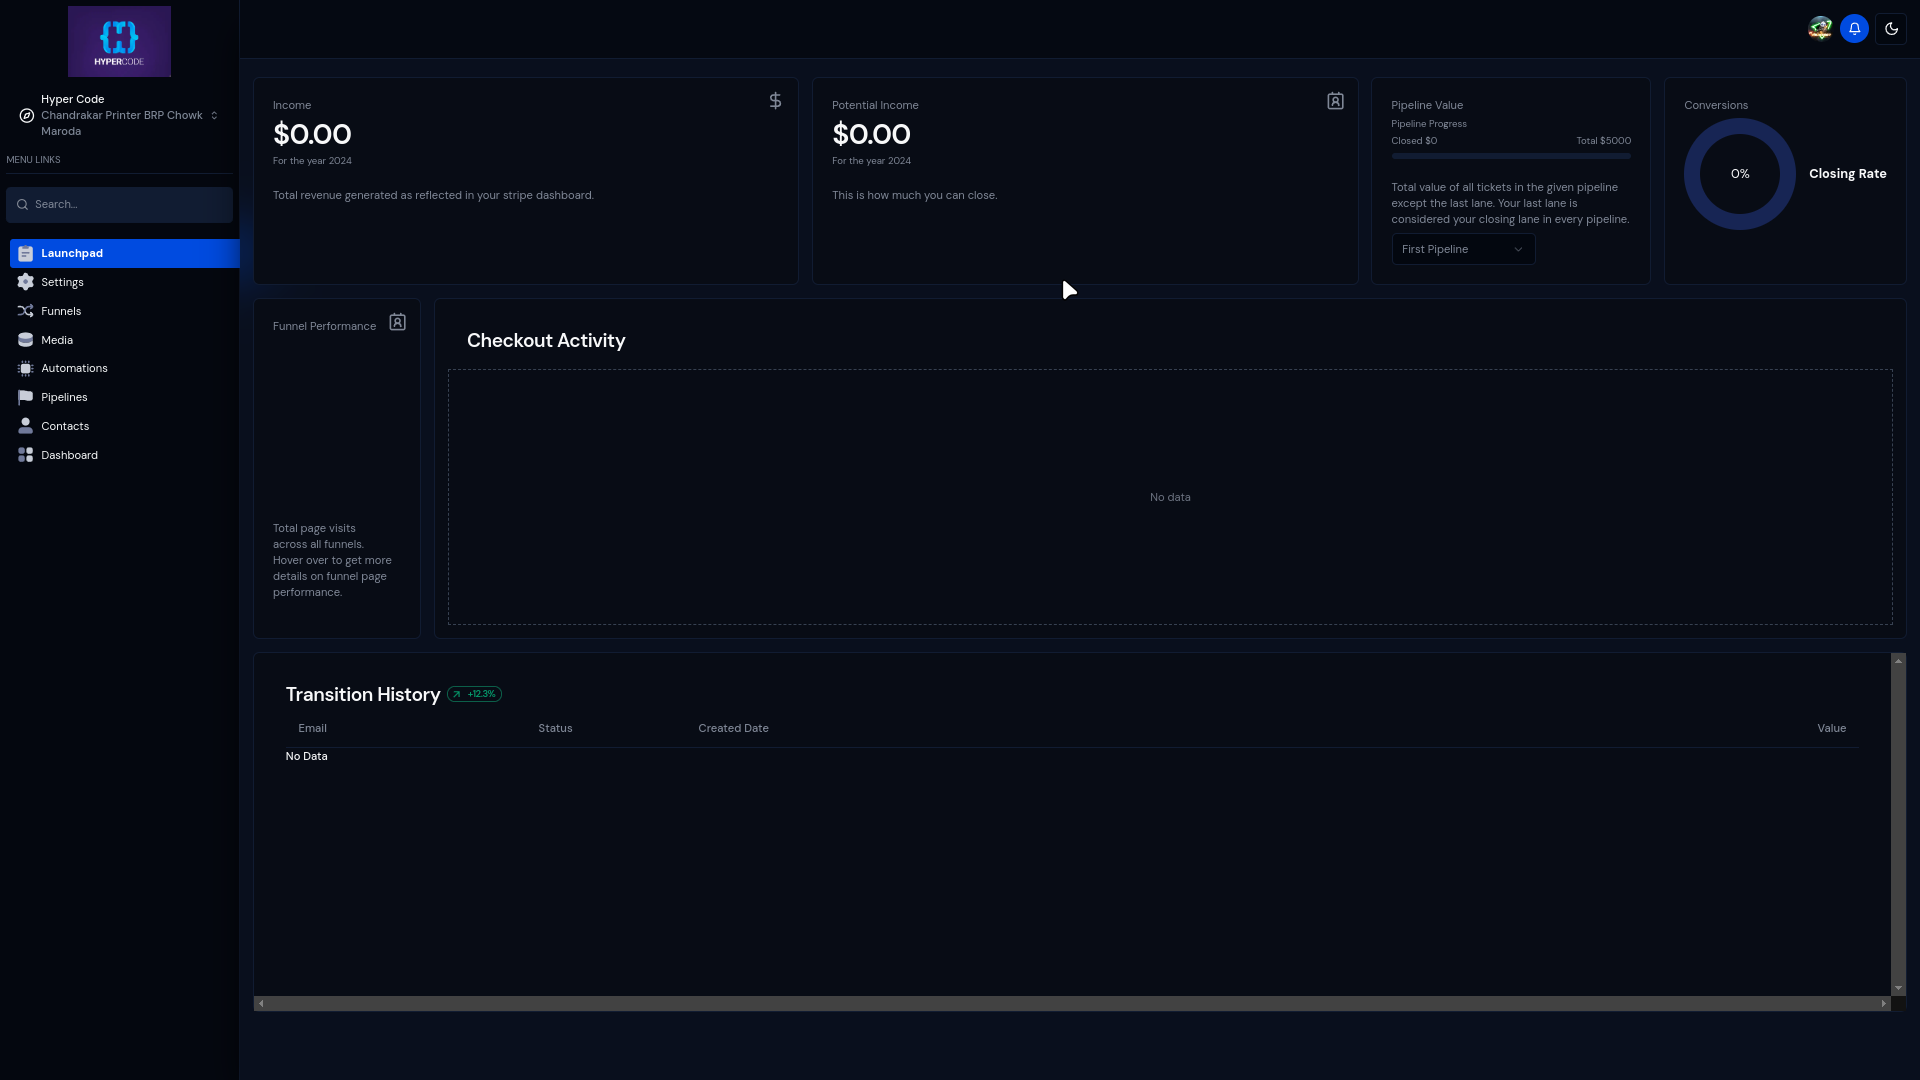 HYPERCODE
Hyper Code
Chandrakar Printer BRP Chowk
Maroda
MENU LINKS
Search...
Launchpad
Settings
Funnels
Media
Automations
Pipelines
Contacts
Dashboard
Income
$0.00
For the year 2024
Total revenue generated as reflected in your stripe dashboard.
Potential Income
$0.00
For the year 2024
This is how much you can close.
Pipeline Value
Pipeline Progress
Closed $0
Total $5000
Total value of all tickets in the given pipeline
except the last lane. Your last lane is
considered your closing lane in every pipeline.
First Pipeline
Conversions
0%
Closing Rate
Funnel Performance
Total page visits
across all funnels.
Hover over to get more
details on funnel page
performance.
Checkout Activity
No data
Transition History
+12.3%
Email Status Created Date Value
No Data